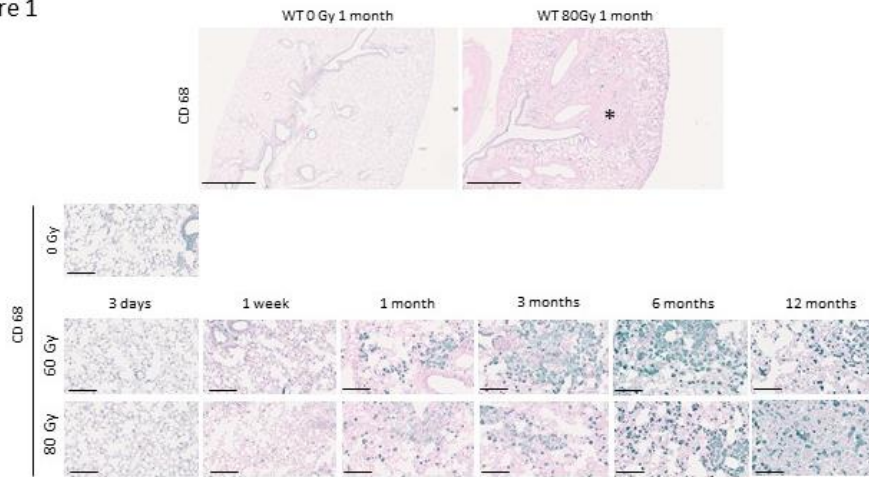 re 1
WT 0 Gy 1 month
WT 80Gy 1 month
CD 68
*
0 Gy
CD 68
3 days
1 week
1 month
3 months
6 months
12 months
60 Gy
80 Gy